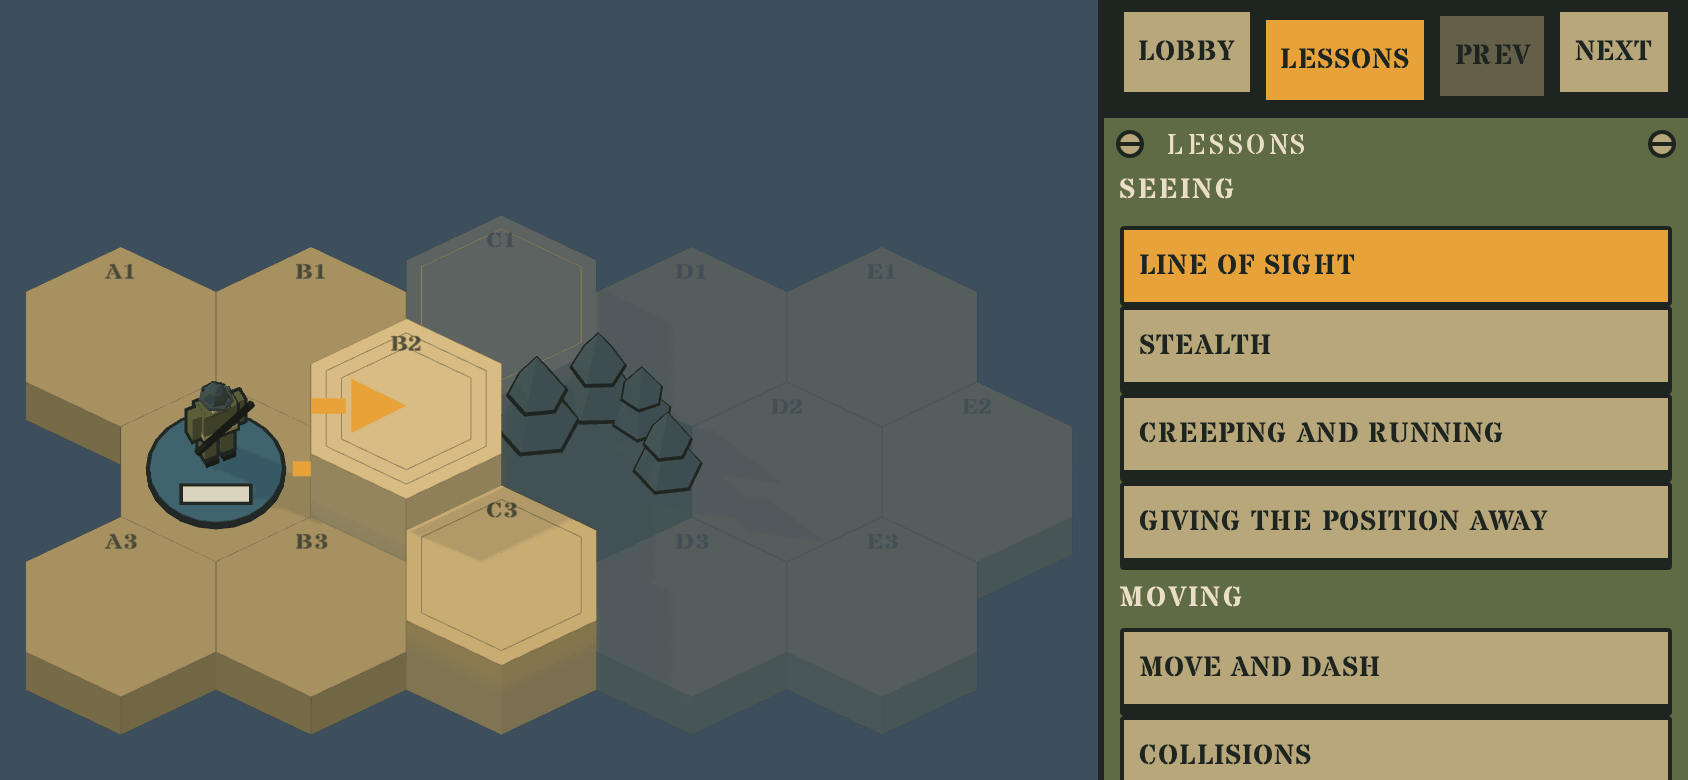 LOBBY
LESSONS
PREV
NEXT
LESSONS
SEEING
LINE OF SIGHT
STEALTH
CREEPING AND RUNNING
GIVING THE POSITION AWAY
MOVING
MOVE AND DASH
COLLISIONS
C1
A1
B1
D1
E1
B2
D2
E2
C3
A3
B3
D3
E3